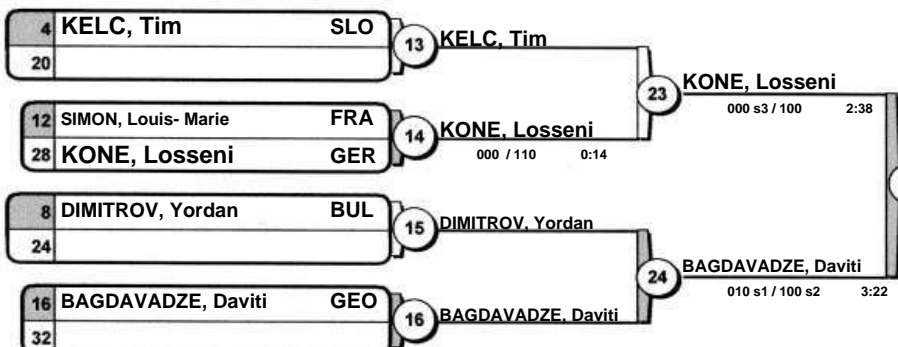 4 KELC, Tim SLO
20
13 KELC, Tim
12 SIMON, Louis- Marie FRA
28 KONE, Losseni GER
14 KONE, Losseni
000 / 110 0:14
23 KONE, Losseni
000 s3 / 100 2:38
8 DIMITROV, Yordan BUL
24
15 DIMITROV, Yordan
16 BAGDAVADZE, Daviti GEO
32
16 BAGDAVADZE, Daviti
24 BAGDAVADZE, Daviti
010 s1 / 100 s2 3:22